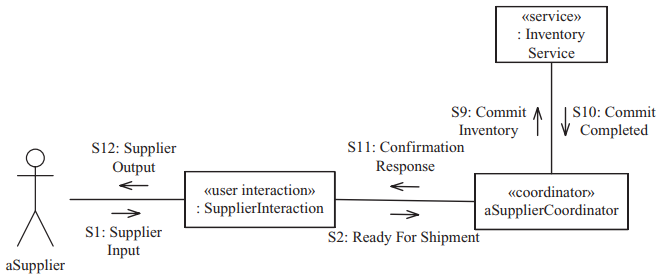 «service»
: Inventory
Service
S9: Commit
Inventory
S10: Commit
Completed
S12: Supplier
Output
S11: Confirmation
Response
«user interaction»
: SupplierInteraction
«coordinator»
aSupplierCoordinator
S1: Supplier
Input
S2: Ready For Shipment
aSupplier